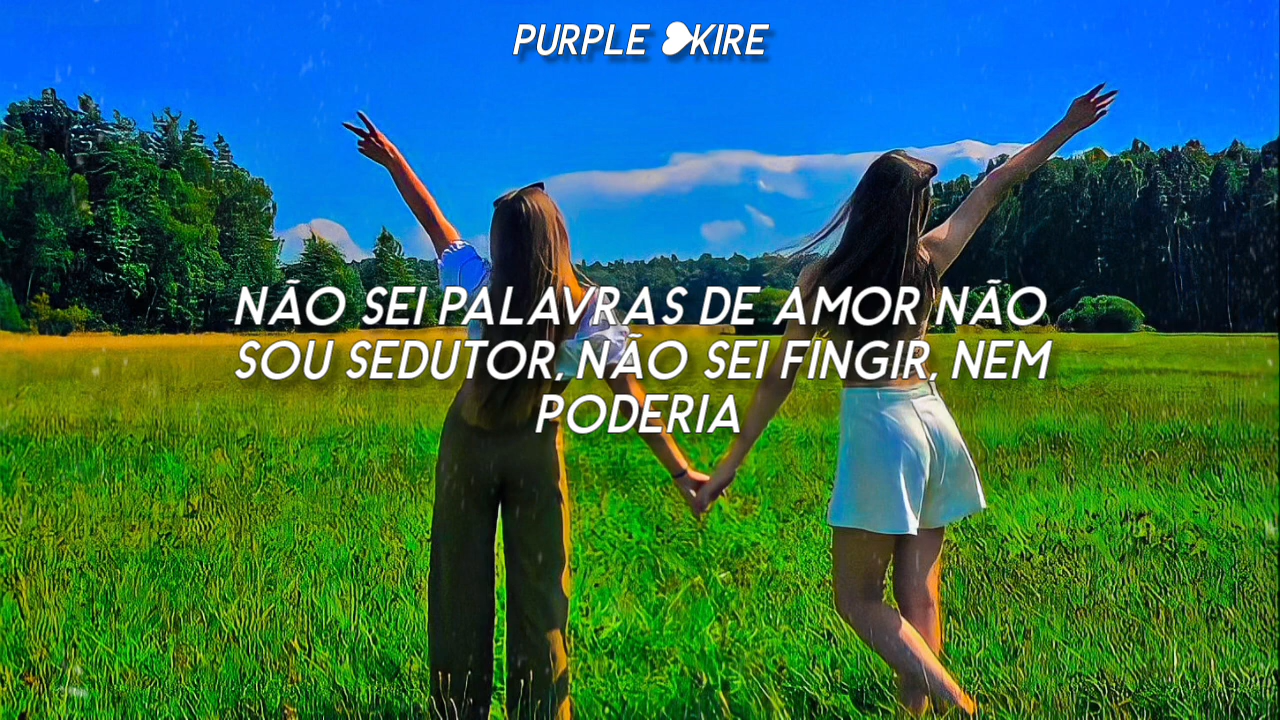 PURPLE ❥KIRE
NÃO SEI PALAVRAS DE AMOR NÃO
SOU SEDUTOR, NÃO SEI FINGIR, NEM
PODERIA